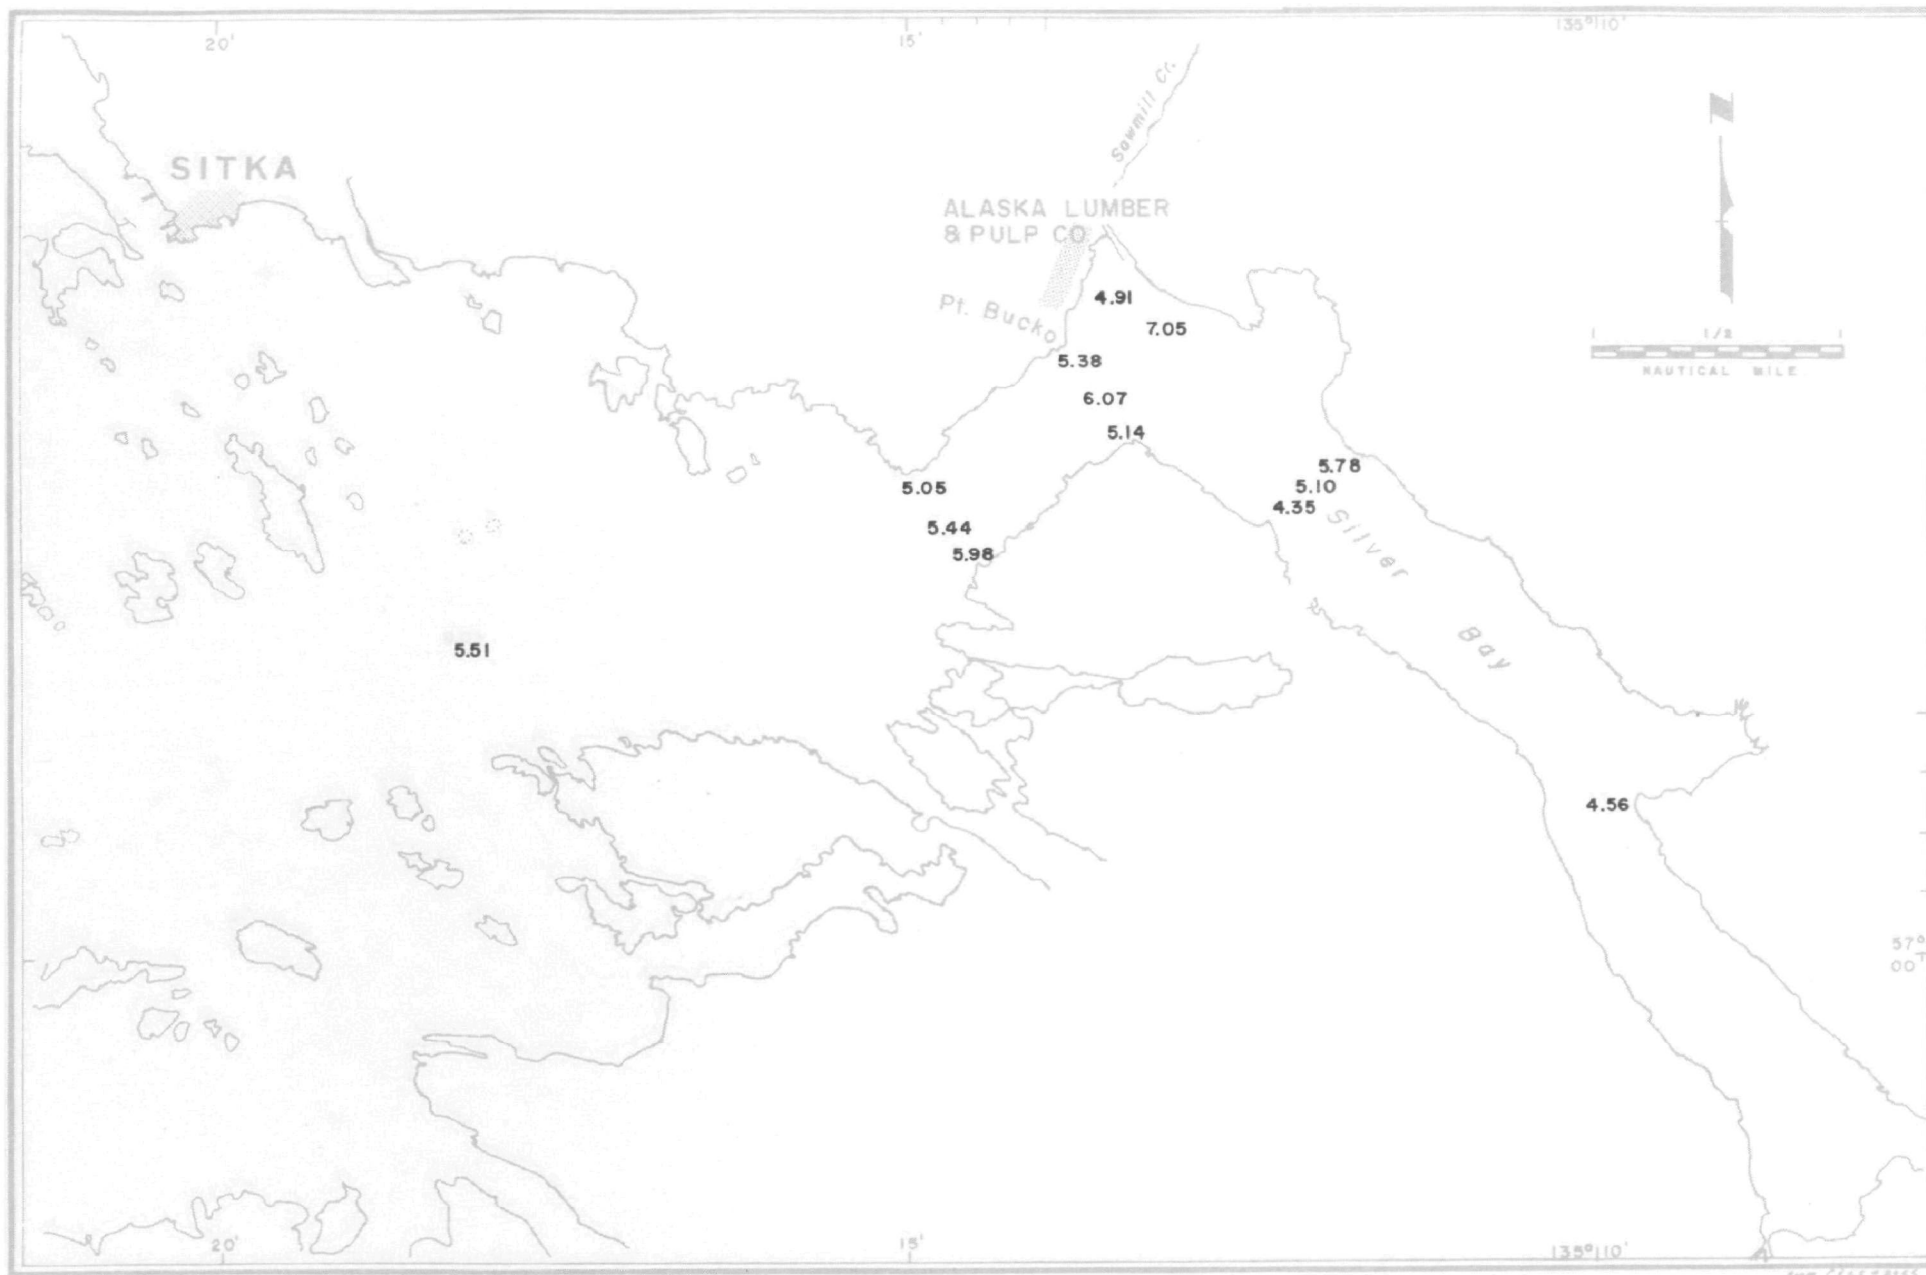 20' 15' 135°10'
Sawmill Cr.
SITKA
ALASKA LUMBER
& PULP CO
N
4.91
Pt. Bucko
7.05
1 1/2 1
NAUTICAL MILE
5.38
6.07
5.14
5.78
5.05
5.10
4.35
5.44
Silver Bay
5.98
5.51
4.56
57°
00'
20' 15' 135°10'